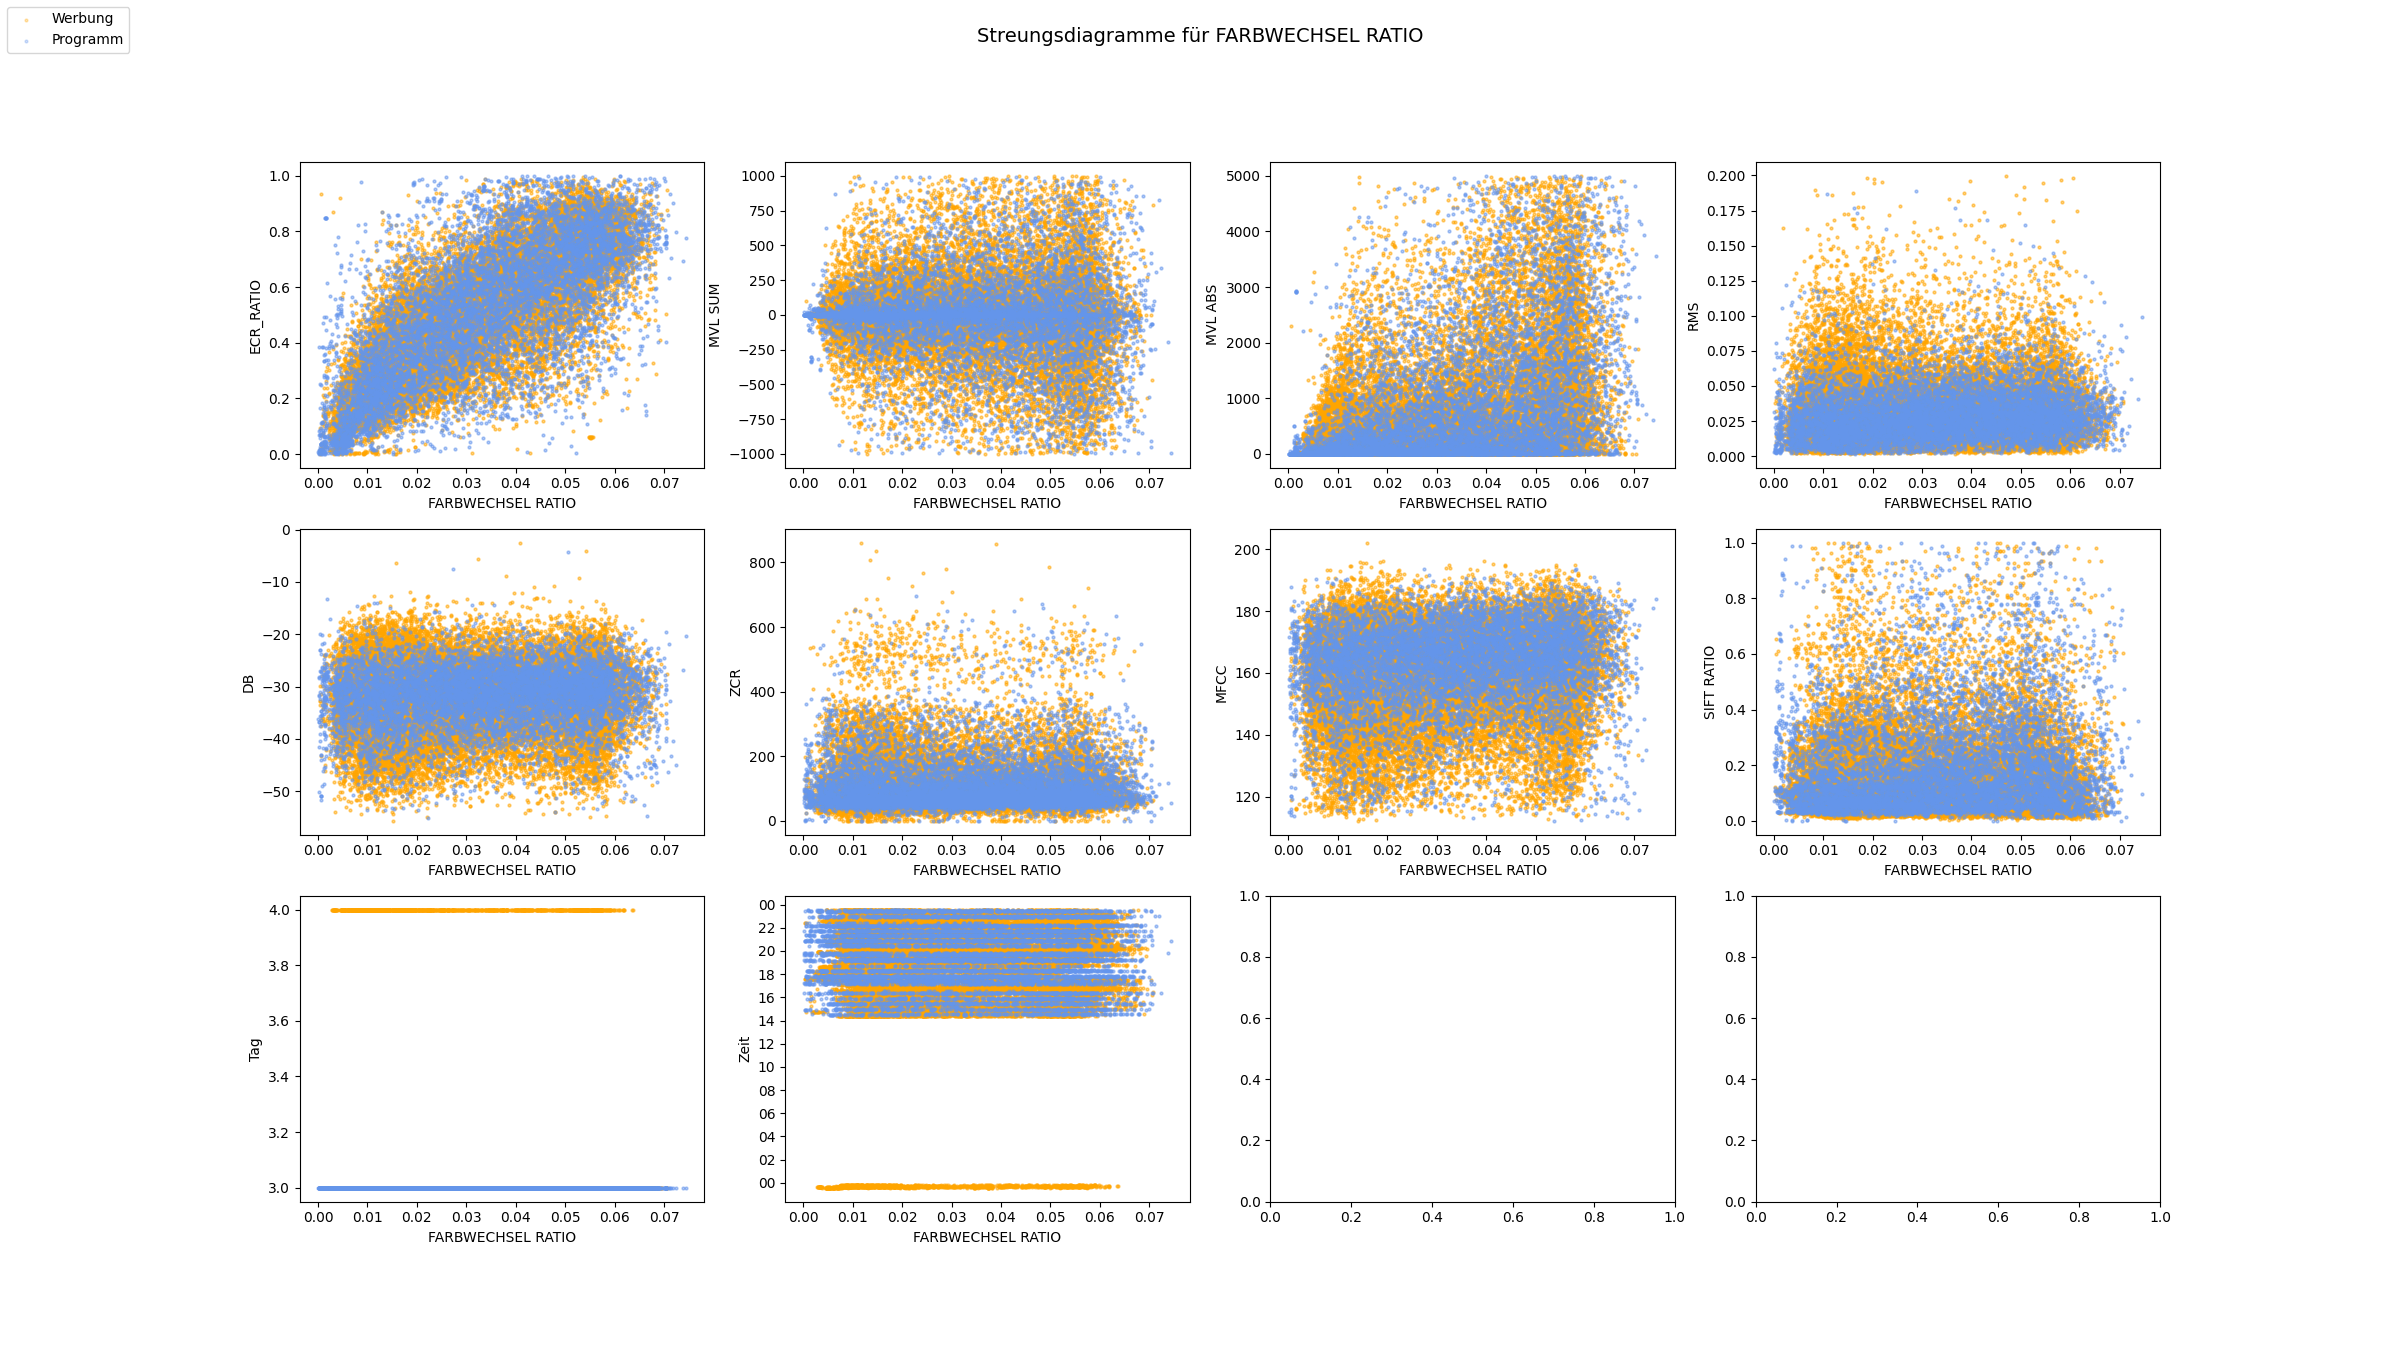 Werbung
Programm
Streungsdiagramme für FARBWECHSEL RATIO
1.0
0.8
0.6
0.4
0.2
0.0
ECR_RATIO
0.00 0.01 0.02 0.03 0.04 0.05 0.06 0.07
FARBWECHSEL RATIO
1000
750
500
250
0
−250
−500
−750
−1000
MVL SUM
0.00 0.01 0.02 0.03 0.04 0.05 0.06 0.07
FARBWECHSEL RATIO
5000
4000
3000
2000
1000
0
MVL ABS
0.00 0.01 0.02 0.03 0.04 0.05 0.06 0.07
FARBWECHSEL RATIO
0.200
0.175
0.150
0.125
0.100
0.075
0.050
0.025
0.000
RMS
0.00 0.01 0.02 0.03 0.04 0.05 0.06 0.07
FARBWECHSEL RATIO
0
−10
−20
−30
−40
−50
DB
0.00 0.01 0.02 0.03 0.04 0.05 0.06 0.07
FARBWECHSEL RATIO
800
600
400
200
0
ZCR
0.00 0.01 0.02 0.03 0.04 0.05 0.06 0.07
FARBWECHSEL RATIO
200
180
160
140
120
MFCC
0.00 0.01 0.02 0.03 0.04 0.05 0.06 0.07
FARBWECHSEL RATIO
1.0
0.8
0.6
0.4
0.2
0.0
SIFT RATIO
0.00 0.01 0.02 0.03 0.04 0.05 0.06 0.07
FARBWECHSEL RATIO
4.0
3.8
3.6
3.4
3.2
3.0
Tag
0.00 0.01 0.02 0.03 0.04 0.05 0.06 0.07
FARBWECHSEL RATIO
00
22
20
18
16
14
12
10
08
06
04
02
00
Zeit
0.00 0.01 0.02 0.03 0.04 0.05 0.06 0.07
FARBWECHSEL RATIO
1.0
0.8
0.6
0.4
0.2
0.0
0.0 0.2 0.4 0.6 0.8 1.0
1.0
0.8
0.6
0.4
0.2
0.0
0.0 0.2 0.4 0.6 0.8 1.0